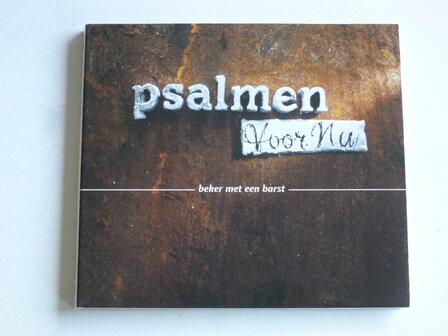 psalmen
Voor Nu
beker met een barst